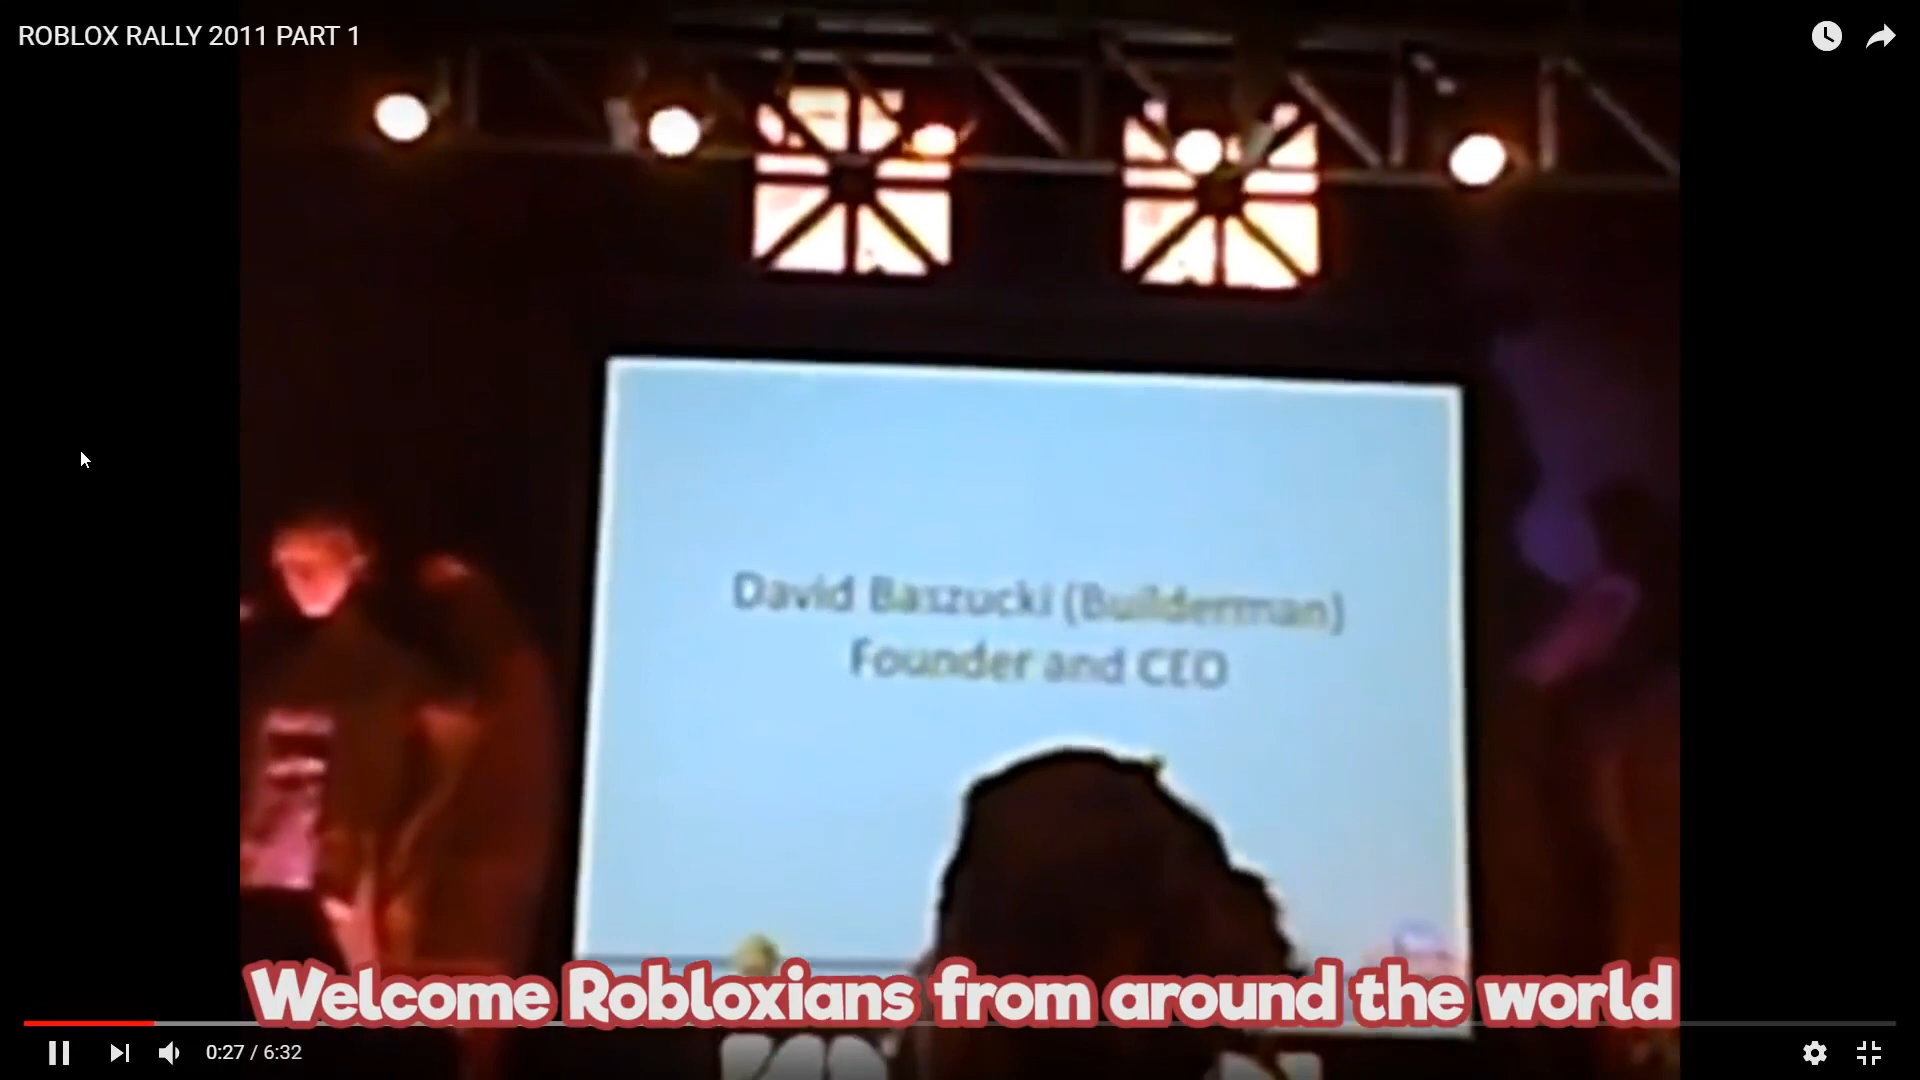 ROBLOX RALLY 2011 PART 1
David Baszucki (Builderman)
Founder and CEO
Welcome Robloxians from around the world
0:27 / 6:32